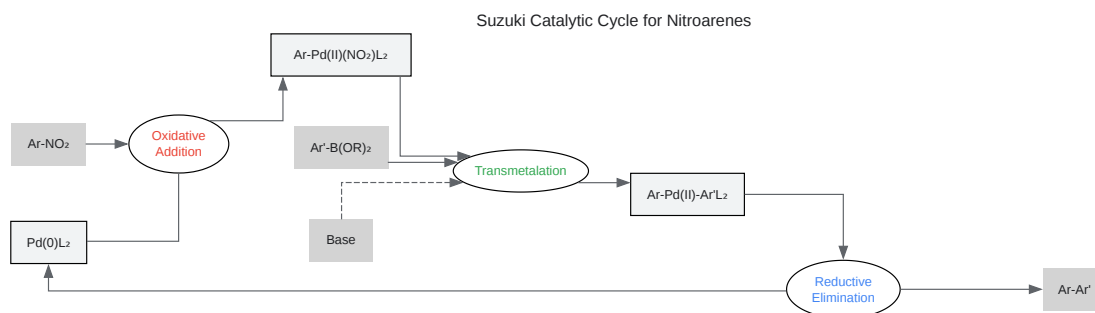 Suzuki Catalytic Cycle for Nitroarenes
Ar-Pd(II)(NO₂)L₂
Ar-NO₂
Oxidative
Addition
Ar'-B(OR)₂
Transmetalation
Ar-Pd(II)-Ar'L₂
Pd(0)L₂
Base
Reductive
Elimination
Ar-Ar'